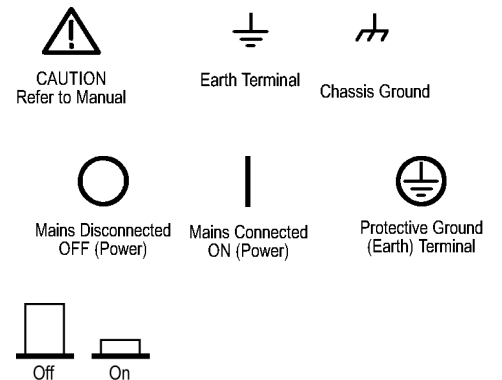 CAUTION
Refer to Manual
Earth Terminal
Chassis Ground
Mains Disconnected
OFF (Power)
Mains Connected
ON (Power)
Protective Ground
(Earth) Terminal
Off
On